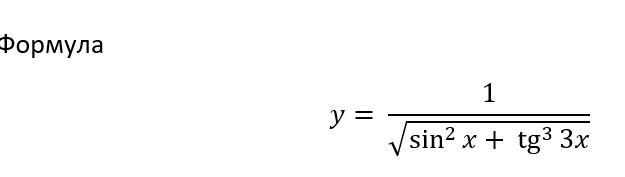 Формула
y = 1 / √(sin² x + tg³ 3x)